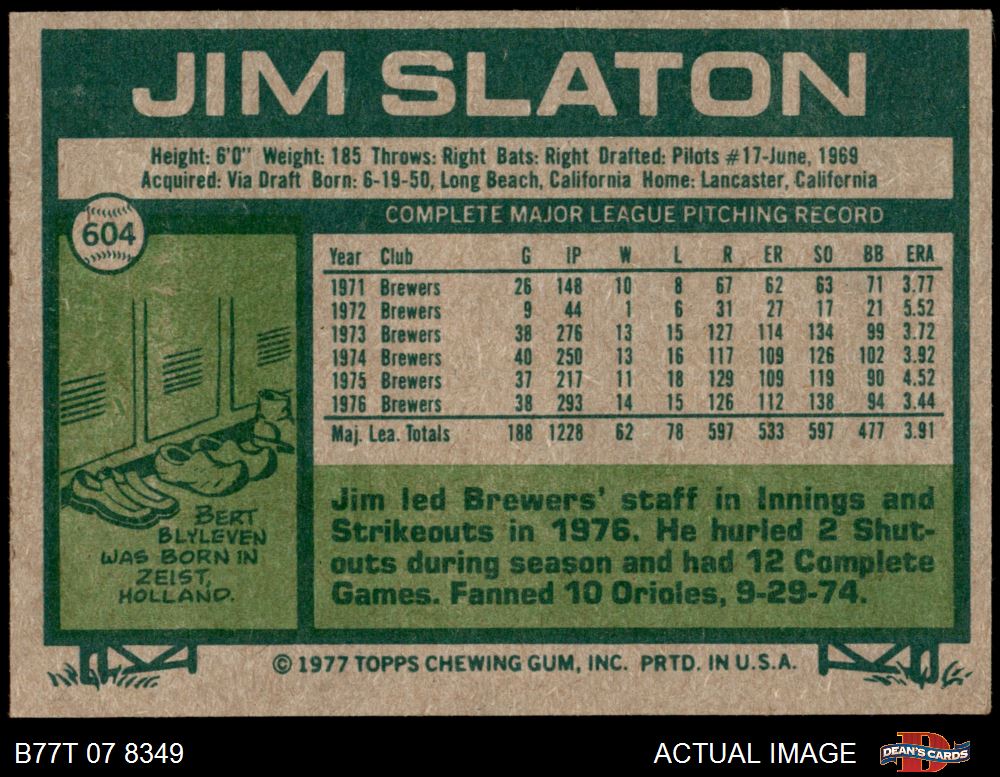 JIM SLATON
Height: 6'0" Weight: 185 Throws: Right Bats: Right Drafted: Pilots #17-June, 1969
Acquired: Via Draft Born: 6-19-50, Long Beach, California Home: Lancaster, California
604
COMPLETE MAJOR LEAGUE PITCHING RECORD
Year Club G IP W L R ER SO BB ERA
1971 Brewers 26 148 10 8 67 62 63 71 3.77
1972 Brewers 9 44 1 6 31 27 17 21 5.52
1973 Brewers 38 276 13 15 127 114 134 99 3.72
1974 Brewers 40 250 13 16 117 109 126 102 3.92
1975 Brewers 37 217 11 18 129 109 119 90 4.52
1976 Brewers 38 293 14 15 126 112 138 94 3.44
Maj. Lea. Totals 188 1228 62 78 597 533 597 477 3.91
BERT
BLYLEVEN
WAS BORN IN
ZEIST,
HOLLAND.
Jim led Brewers' staff in Innings and
Strikeouts in 1976. He hurled 2 Shut-
outs during season and had 12 Complete
Games. Fanned 10 Orioles, 9-29-74.
© 1977 TOPPS CHEWING GUM, INC. PRTD. IN U.S.A.
B77T 07 8349
ACTUAL IMAGE
D
DEAN'S CARDS